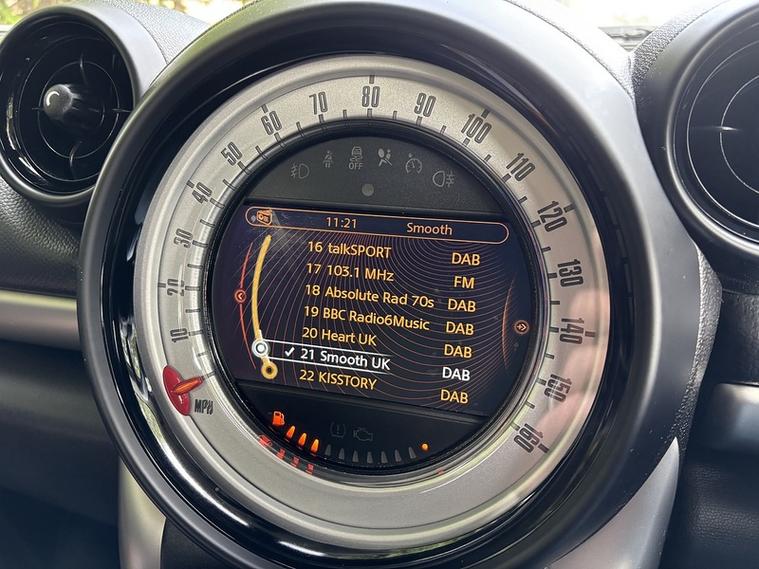 10
20
30
40
50
60
70
80
90
100
110
120
130
140
150
160
MPH
OFF
11:21 Smooth
16 talkSPORT DAB
17 103.1 MHz FM
18 Absolute Rad 70s DAB
19 BBC Radio6Music DAB
20 Heart UK DAB
✓ 21 Smooth UK DAB
22 KISSTORY DAB